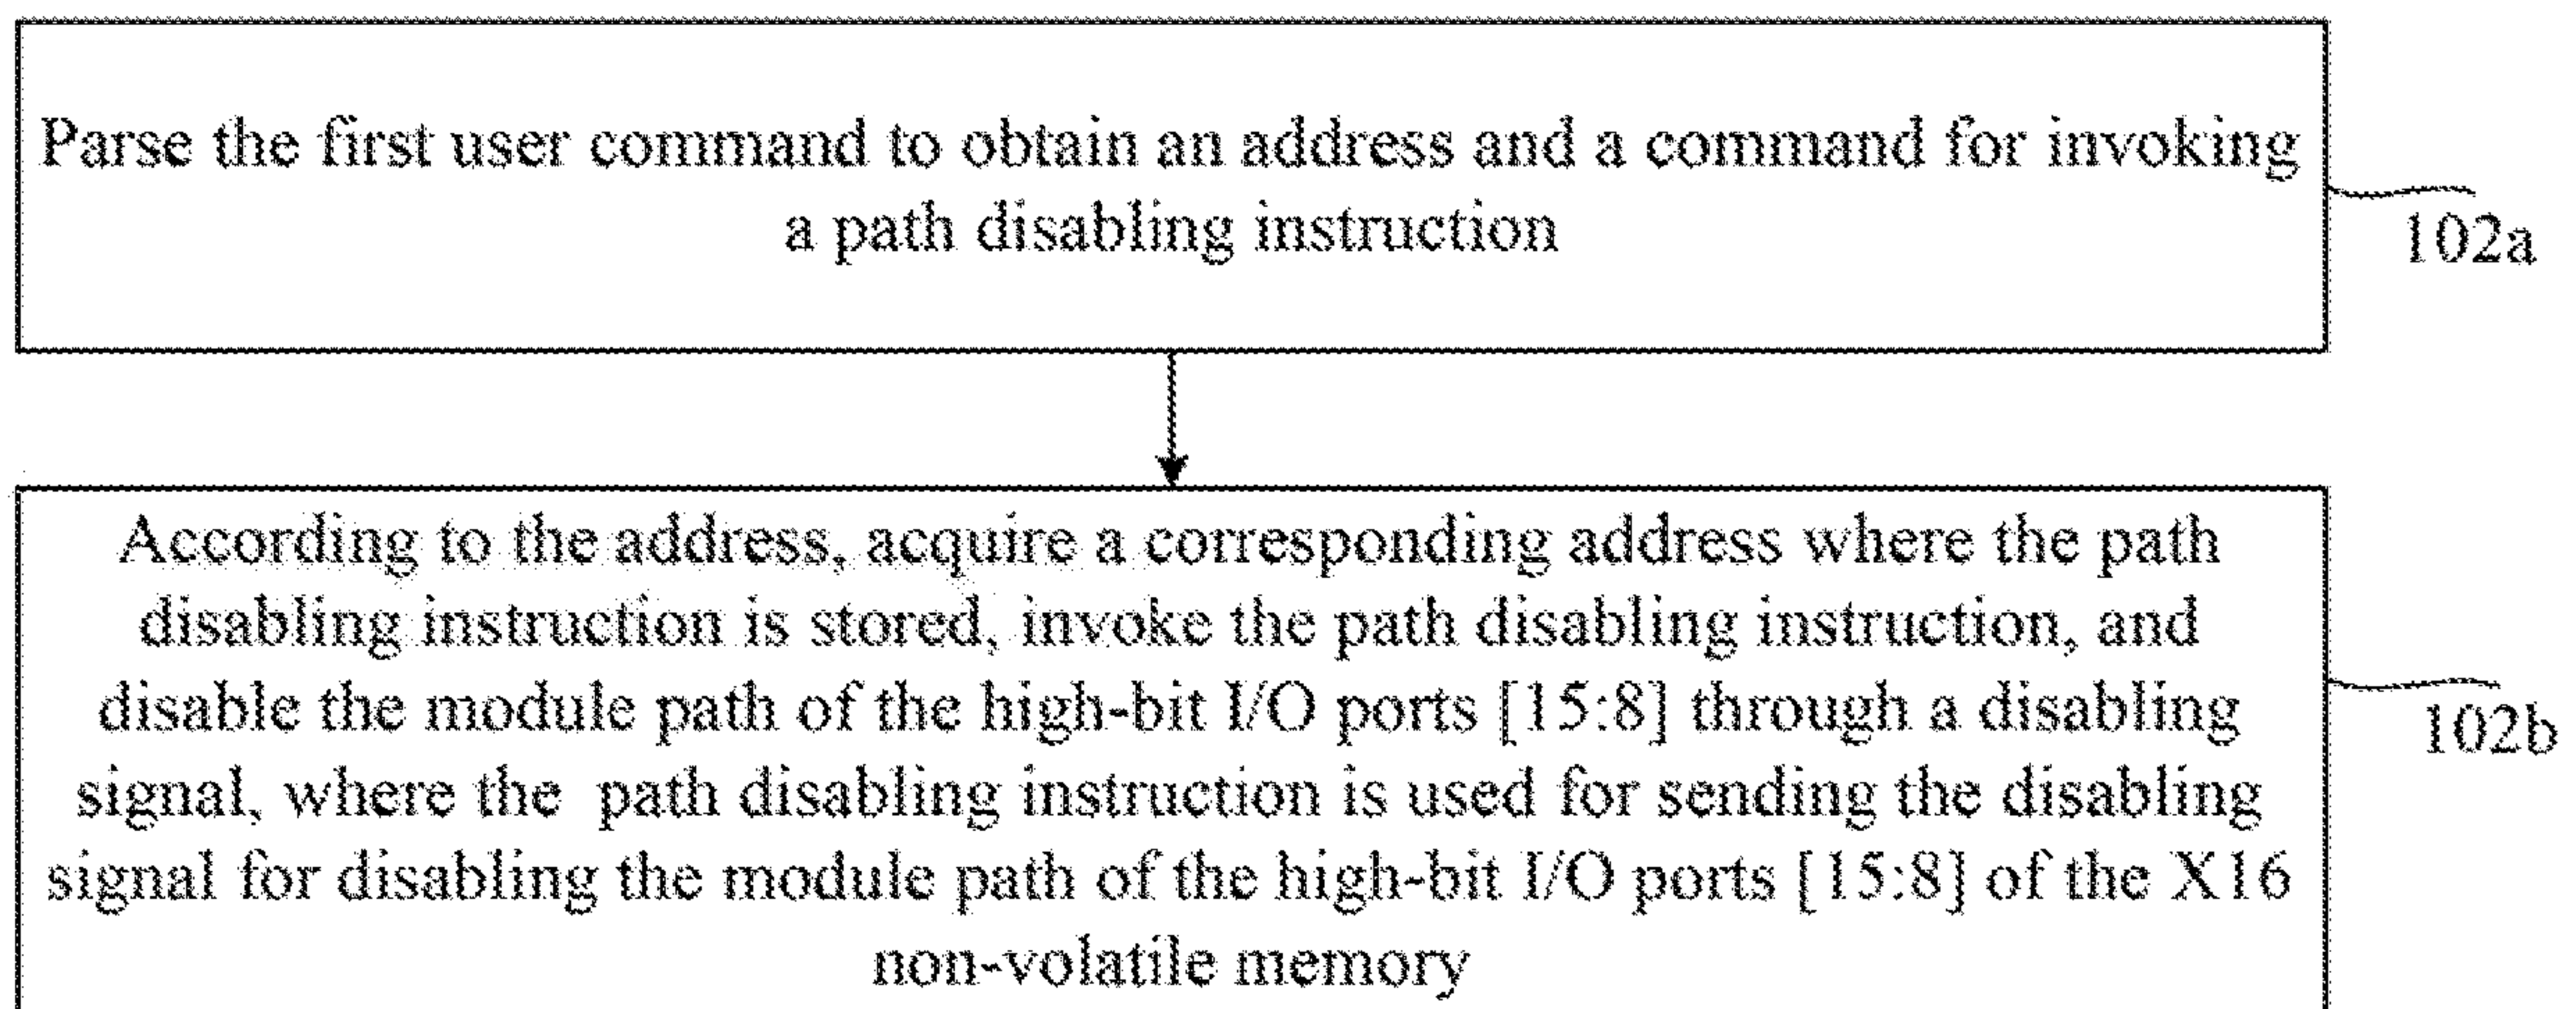 Parse the first user command to obtain an address and a command for invoking
a path disabling instruction
102a
According to the address, acquire a corresponding address where the path
disabling instruction is stored, invoke the path disabling instruction, and
disable the module path of the high-bit I/O ports [15:8] through a disabling
signal, where the path disabling instruction is used for sending the disabling
signal for disabling the module path of the high-bit I/O ports [15:8] of the X16
non-volatile memory
102b